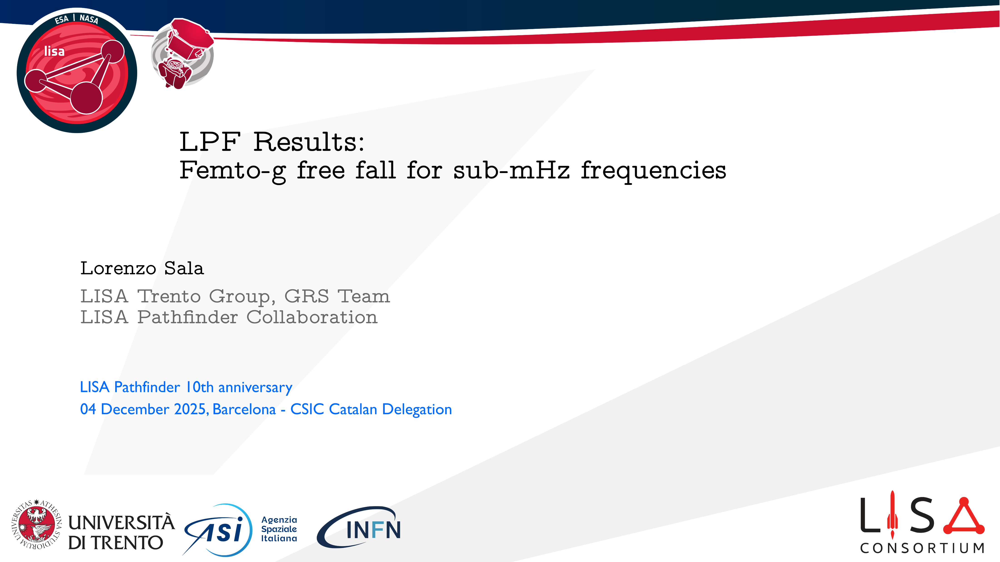 ESA | NASA
lisa
LPF Results:
Femto-g free fall for sub-mHz frequencies
Lorenzo Sala
LISA Trento Group, GRS Team
LISA Pathfinder Collaboration
LISA Pathfinder 10th anniversary
04 December 2025, Barcelona - CSIC Catalan Delegation
UNIVERSITAS ATHESINA STUDIORUM
UNIVERSITÀ
DI TRENTO
ASI
Agenzia
Spaziale
Italiana
INFN
LISA
CONSORTIUM